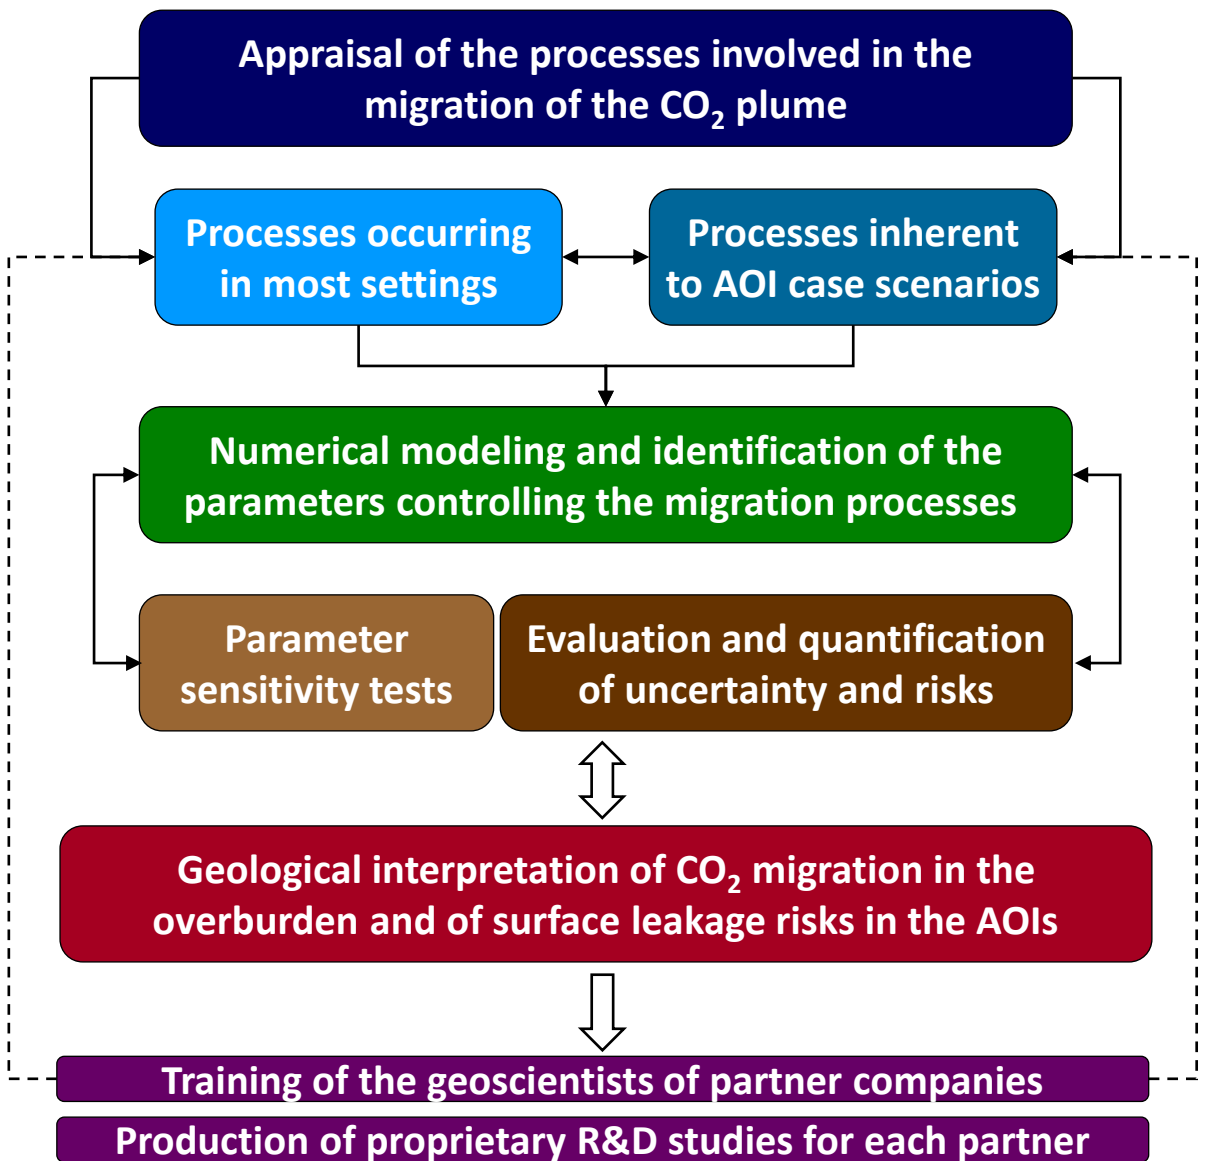 Appraisal of the processes involved in the
migration of the CO₂ plume
Processes occurring
in most settings
Processes inherent
to AOI case scenarios
Numerical modeling and identification of the
parameters controlling the migration processes
Parameter
sensitivity tests
Evaluation and quantification
of uncertainty and risks
Geological interpretation of CO₂ migration in the
overburden and of surface leakage risks in the AOIs
Training of the geoscientists of partner companies
Production of proprietary R&D studies for each partner